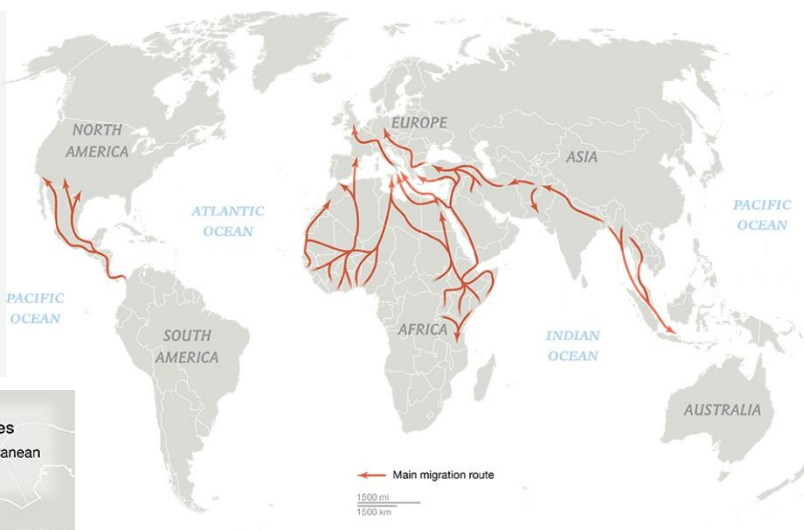 NORTH
AMERICA
EUROPE
ASIA
ATLANTIC
OCEAN
PACIFIC
OCEAN
PACIFIC
OCEAN
SOUTH
AMERICA
AFRICA
INDIAN
OCEAN
AUSTRALIA
es
anean
Main migration route
1500 mi
1500 km